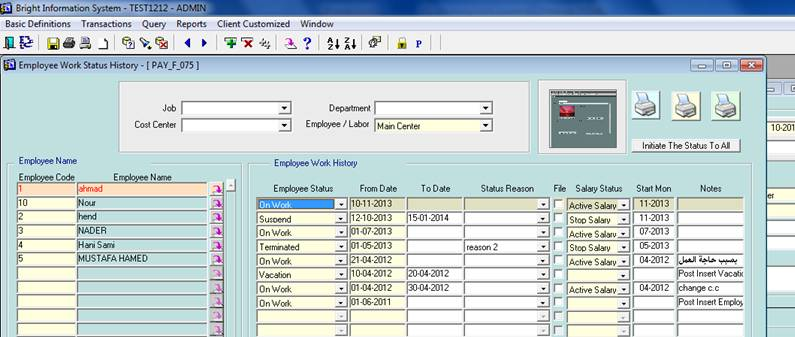 Bright Information System - TEST1212 - ADMIN
Basic Definitions Transactions Query Reports Client Customized Window
Employee Work Status History - [ PAY_F_075 ]
Job Department
Cost Center Employee / Labor Main Center
Initiate The Status To All
10-201
Employee Name
Employee Code Employee Name
1 ahmad
10 Nour
2 hend
3 NADER
4 Hani Sami
5 MUSTAFA HAMED
Employee Work History
Employee Status From Date To Date Status Reason File Salary Status Start Mon Notes
On Work 10-11-2013 Active Salary 11-2013
Suspend 12-10-2013 15-01-2014 Stop Salary 11-2013
On Work 01-07-2013 Active Salary 07-2013
Terminated 01-05-2013 reason 2 Stop Salary 05-2013
On Work 21-04-2012 Active Salary 04-2012 بسبب حاجة العمل
Vacation 10-04-2012 20-04-2012 Post Insert Vacati
On Work 01-04-2012 30-04-2012 Active Salary 04-2012 change c.c
On Work 01-06-2011 Post Insert Employ